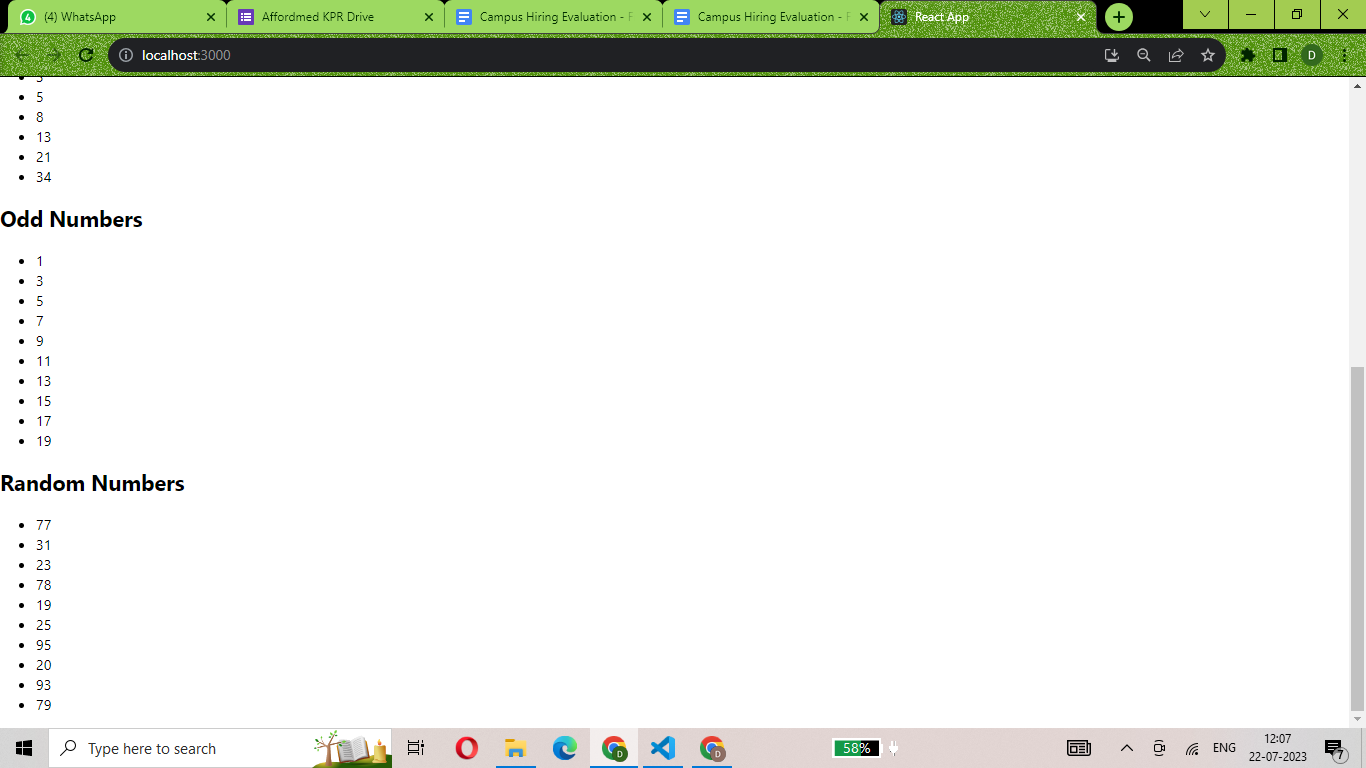 (4) WhatsApp
Affordmed KPR Drive
Campus Hiring Evaluation - F
Campus Hiring Evaluation - F
React App
localhost:3000
D
5
8
13
21
34
Odd Numbers
1
3
5
7
9
11
13
15
17
19
Random Numbers
77
31
23
78
19
25
95
20
93
79
Type here to search
58%
ENG
12:07
22-07-2023
7